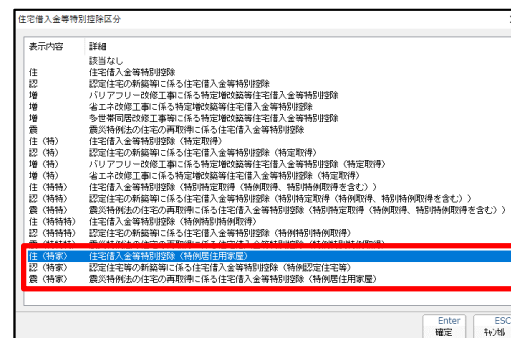 住宅借入金等特別控除区分
表示内容 詳細
該当なし
住 住宅借入金等特別控除
認 認定住宅の新築等に係る住宅借入金等特別控除
増 バリアフリー改修工事に係る特定増改築等住宅借入金等特別控除
増 省エネ改修工事に係る特定増改築等住宅借入金等特別控除
増 多世帯同居改修工事等に係る特定増改築等住宅借入金等特別控除
震 震災特例法の住宅の再取得に係る住宅借入金等特別控除
住（特） 住宅借入金等特別控除（特定取得）
認（特） 認定住宅の新築等に係る住宅借入金等特別控除（特定取得）
増（特） バリアフリー改修工事に係る特定増改築等住宅借入金等特別控除（特定取得）
増（特） 省エネ改修工事に係る特定増改築等住宅借入金等特別控除（特定取得）
住（特特） 住宅借入金等特別控除（特別特定取得（特例取得、特別特例取得を含む））
認（特特） 認定住宅の新築等に係る住宅借入金等特別控除（特別特定取得（特例取得、特別特例取得を含む））
震（特特） 震災特例法の住宅の再取得に係る住宅借入金等特別控除（特別特定取得（特例取得、特別特例取得を含む））
住（特特特） 住宅借入金等特別控除（特例特別特例取得）
認（特特特） 認定住宅の新築等に係る住宅借入金等特別控除（特例特別特例取得）
住（特家） 住宅借入金等特別控除（特例居住用家屋）
認（特家） 認定住宅等の新築等に係る住宅借入金等特別控除（特例認定住宅等）
震（特家） 震災特例法の住宅の再取得に係る住宅借入金等特別控除（特例居住用家屋）
Enter ESC
確定 ｷｬﾝｾﾙ